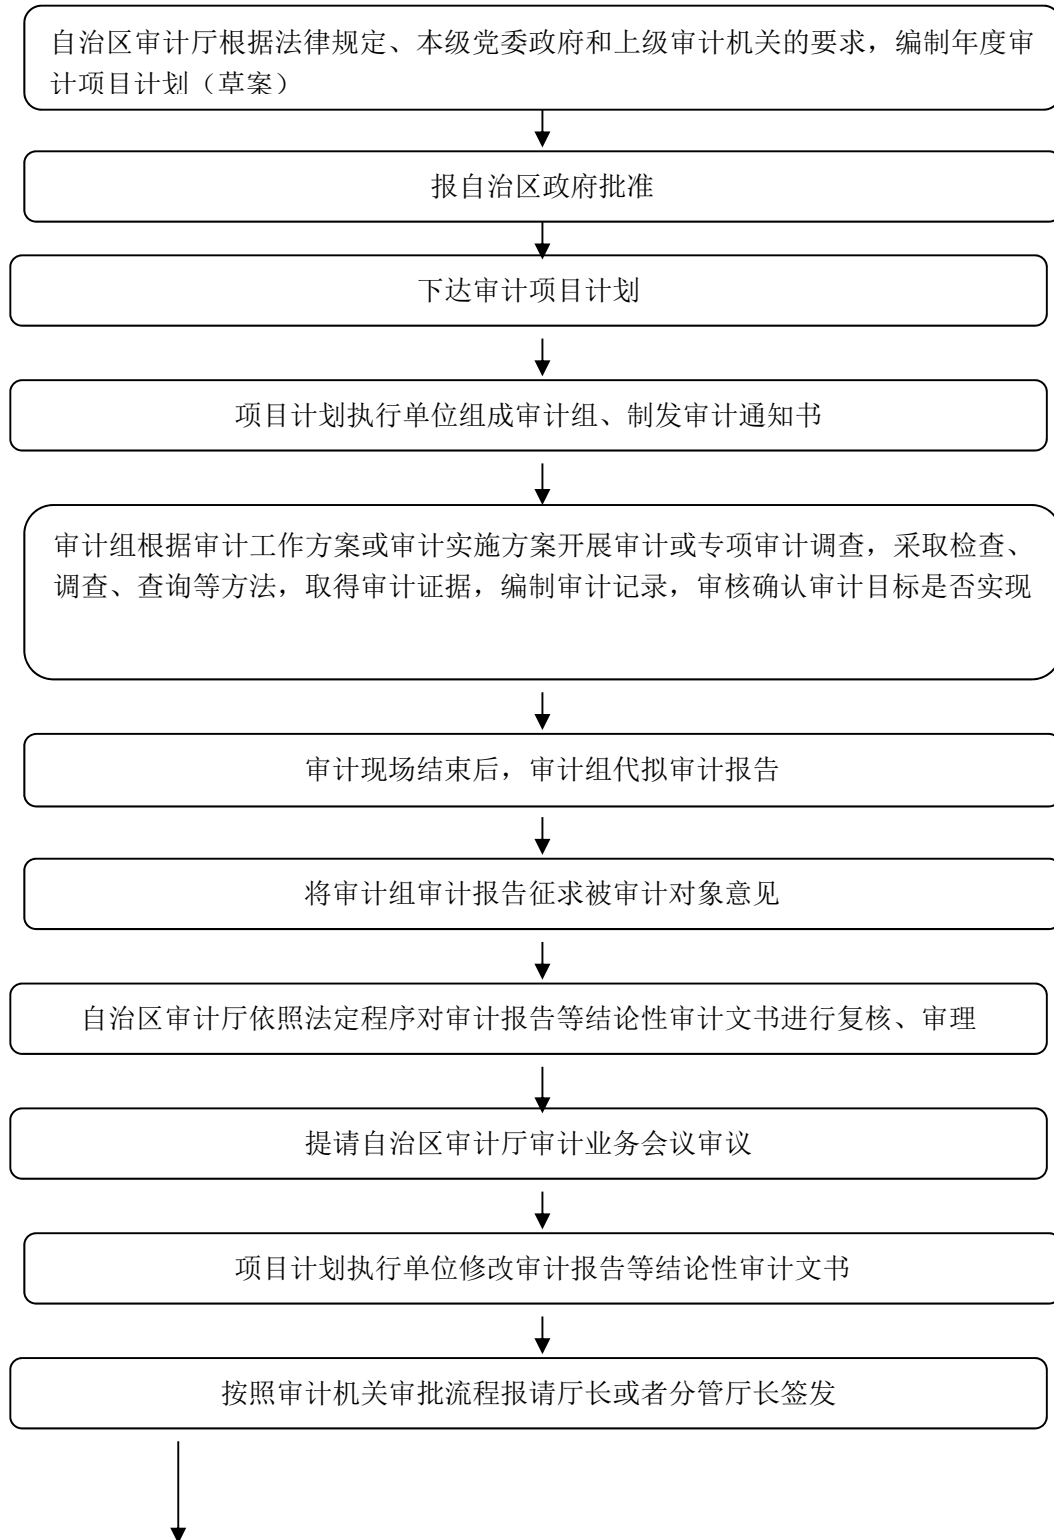 自治区审计厅根据法律规定、本级党委政府和上级审计机关的要求，编制年度审
计项目计划（草案）
报自治区政府批准
下达审计项目计划
项目计划执行单位组成审计组、制发审计通知书
审计组根据审计工作方案或审计实施方案开展审计或专项审计调查，采取检查、
调查、查询等方法，取得审计证据，编制审计记录，审核确认审计目标是否实现
审计现场结束后，审计组代拟审计报告
将审计组审计报告征求被审计对象意见
自治区审计厅依照法定程序对审计报告等结论性审计文书进行复核、审理
提请自治区审计厅审计业务会议审议
项目计划执行单位修改审计报告等结论性审计文书
按照审计机关审批流程报请厅长或者分管厅长签发